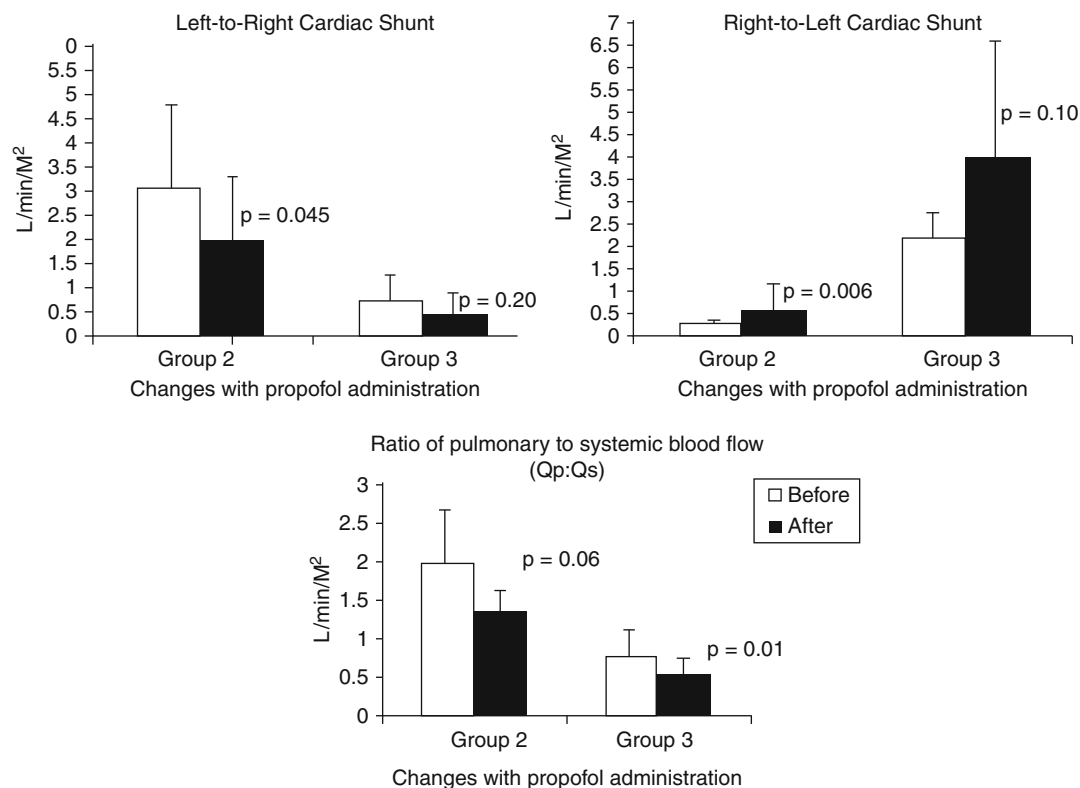 Left-to-Right Cardiac Shunt
0
5.5
5
4.5
4
3.5
3
2.5
2
1.5
1
0.5
0
L/min/M²
p = 0.045
p = 0.20
Group 2
Group 3
Changes with propofol administration
Right-to-Left Cardiac Shunt
7
6.5
6
5.5
5
4.5
4
3.5
3
2.5
2
1.5
1
0.5
0
L/min/M²
p = 0.006
p = 0.10
Group 2
Group 3
Changes with propofol administration
Ratio of pulmonary to systemic blood flow
(Qp:Qs)
3
2.5
2
1.5
1
0.5
0
L/min/M²
p = 0.06
p = 0.01
Group 2
Group 3
Changes with propofol administration
Before
After